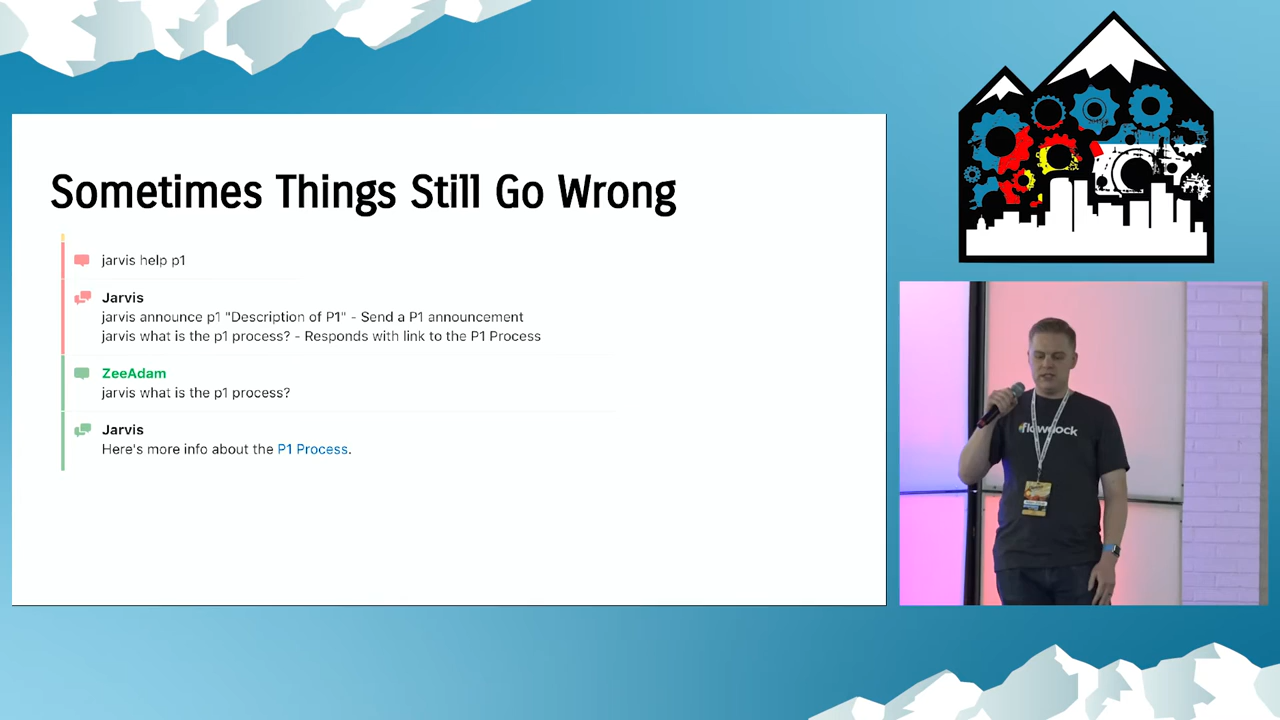 Sometimes Things Still Go Wrong
jarvis help p1
Jarvis
jarvis announce p1 "Description of P1" - Send a P1 announcement
jarvis what is the p1 process? - Responds with link to the P1 Process
ZeeAdam
jarvis what is the p1 process?
Jarvis
Here's more info about the P1 Process.
flowdock